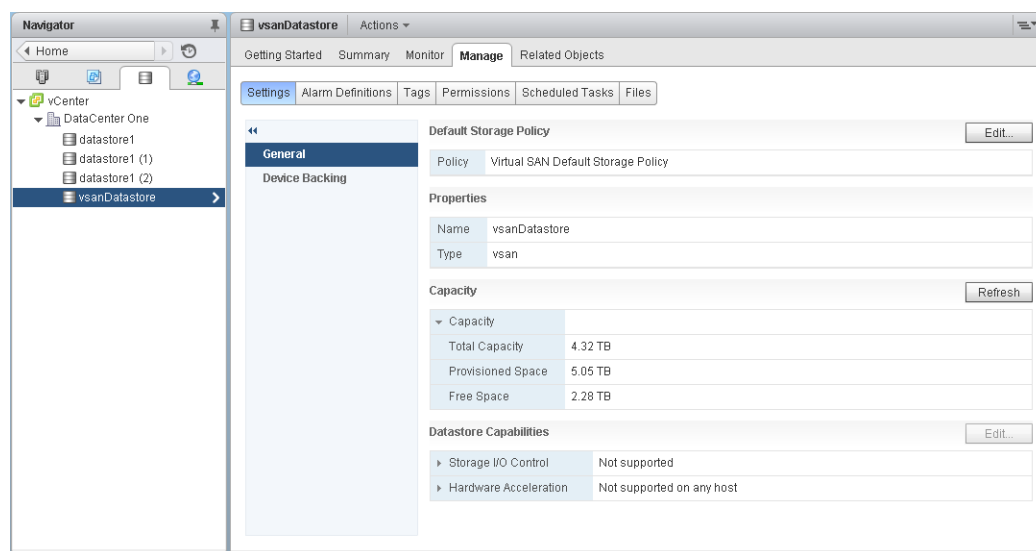 Navigator
Home
vCenter
DataCenter One
datastore1
datastore1 (1)
datastore1 (2)
vsanDatastore
vsanDatastore Actions
Getting Started Summary Monitor Manage Related Objects
Settings Alarm Definitions Tags Permissions Scheduled Tasks Files
General
Device Backing
Default Storage Policy Edit...
Policy Virtual SAN Default Storage Policy
Properties
Name vsanDatastore
Type vsan
Capacity Refresh
Capacity
Total Capacity 4.32 TB
Provisioned Space 5.05 TB
Free Space 2.28 TB
Datastore Capabilities Edit...
Storage I/O Control Not supported
Hardware Acceleration Not supported on any host